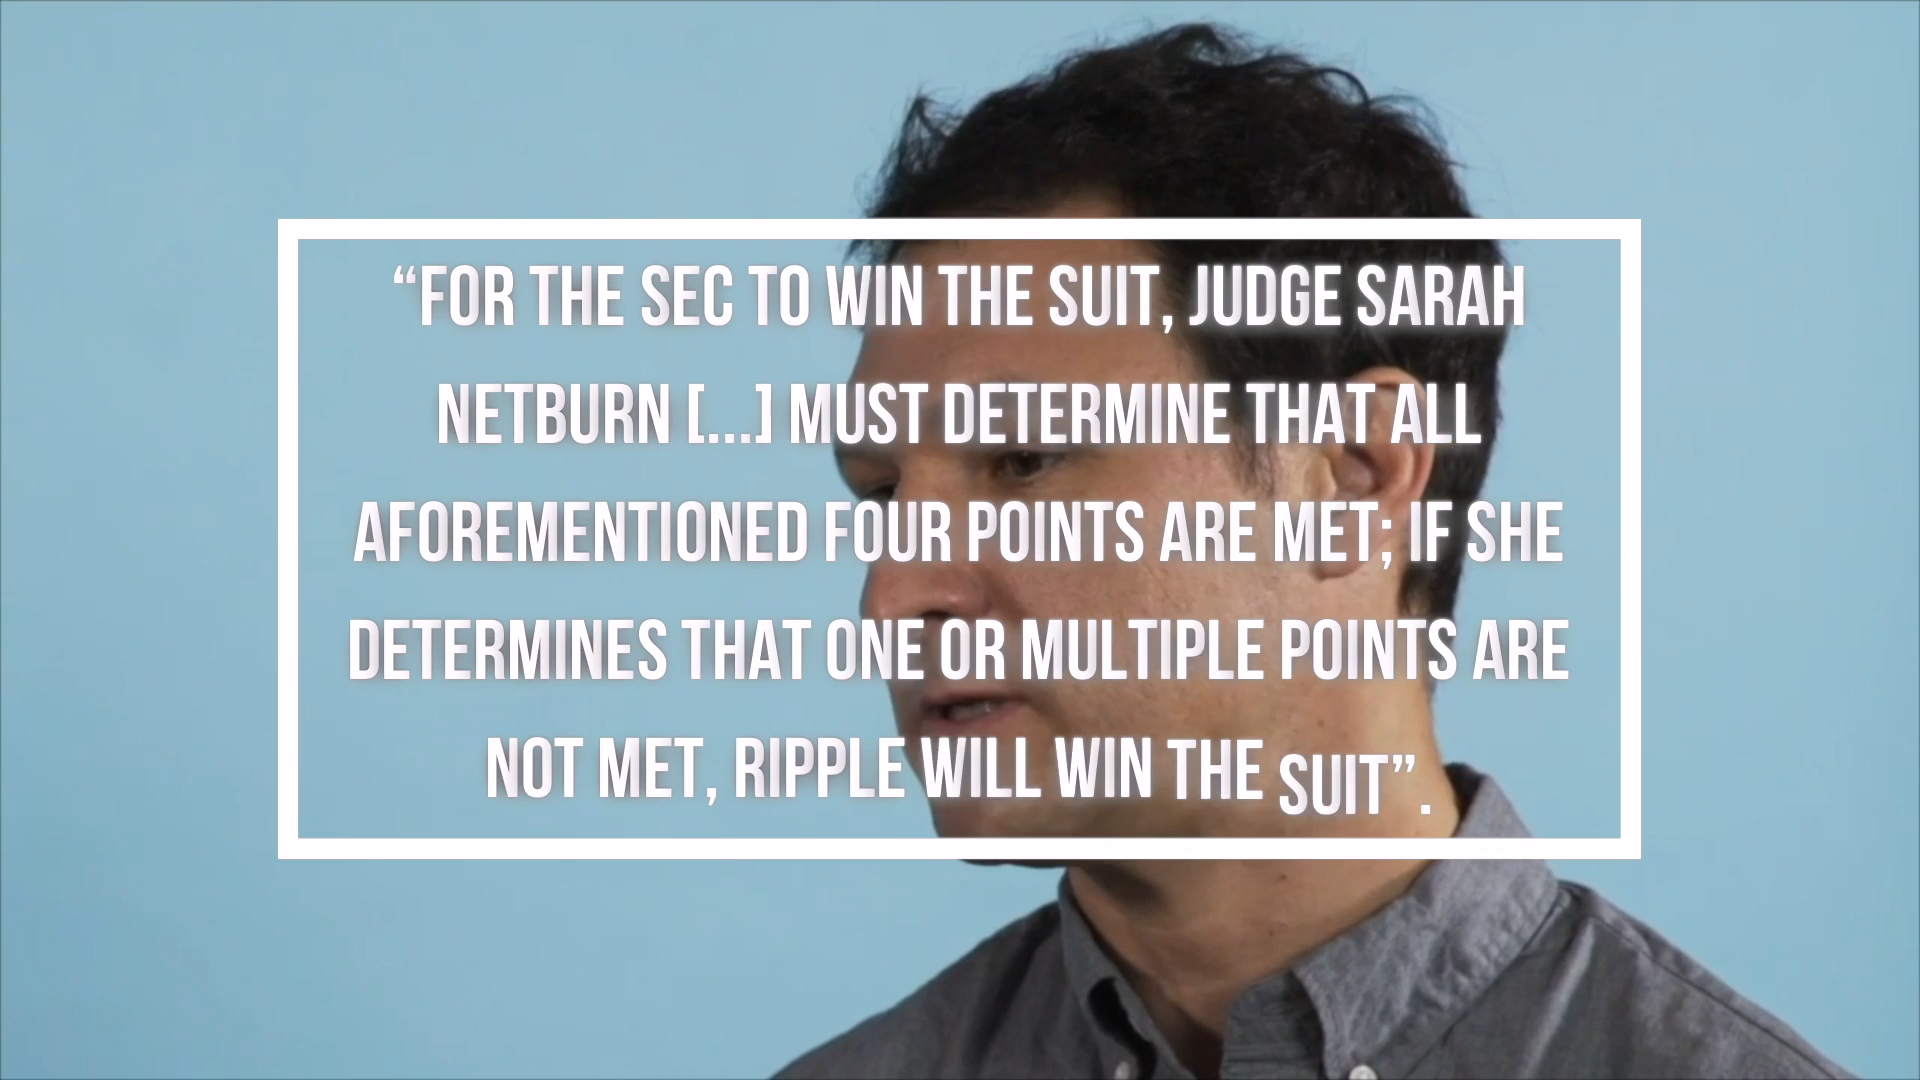 “FOR THE SEC TO WIN THE SUIT, JUDGE SARAH
NETBURN [...] MUST DETERMINE THAT ALL
AFOREMENTIONED FOUR POINTS ARE MET; IF SHE
DETERMINES THAT ONE OR MULTIPLE POINTS ARE
NOT MET, RIPPLE WILL WIN THE SUIT”.